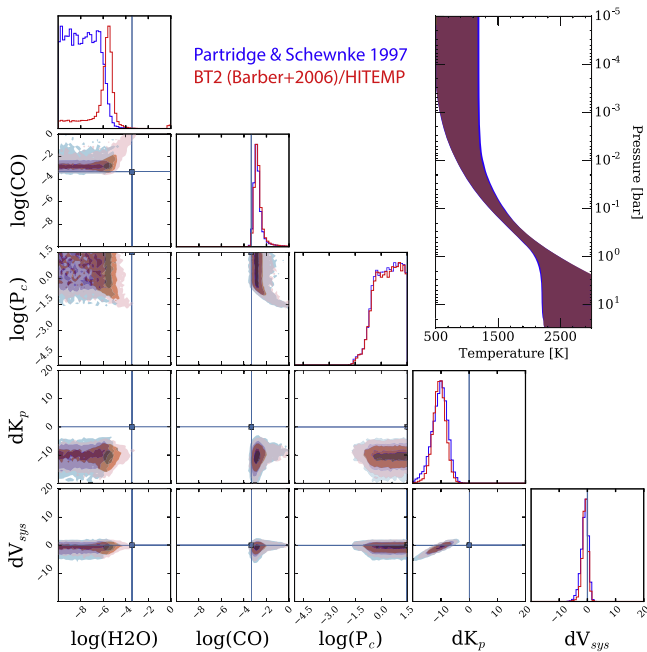 Partridge & Schewnke 1997
BT2 (Barber+2006)/HITEMP
10⁻⁵
10⁻⁴
10⁻³
10⁻²
10⁻¹
10⁰
10¹
Pressure [bar]
500 1500 2500
Temperature [K]
log(CO)
0
−2
−4
−6
−8
log(P_c)
1.5
0.0
−1.5
−3.0
−4.5
dK_p
20
10
0
−10
dV_sys
20
10
0
−10
−8 −6 −4 −2 0
−8 −6 −4 −2 0
−4.5 −3.0 −1.5 0.0 1.5
−10 0 10 20
−10 0 10 20
log(H2O) log(CO) log(P_c) dK_p dV_sys